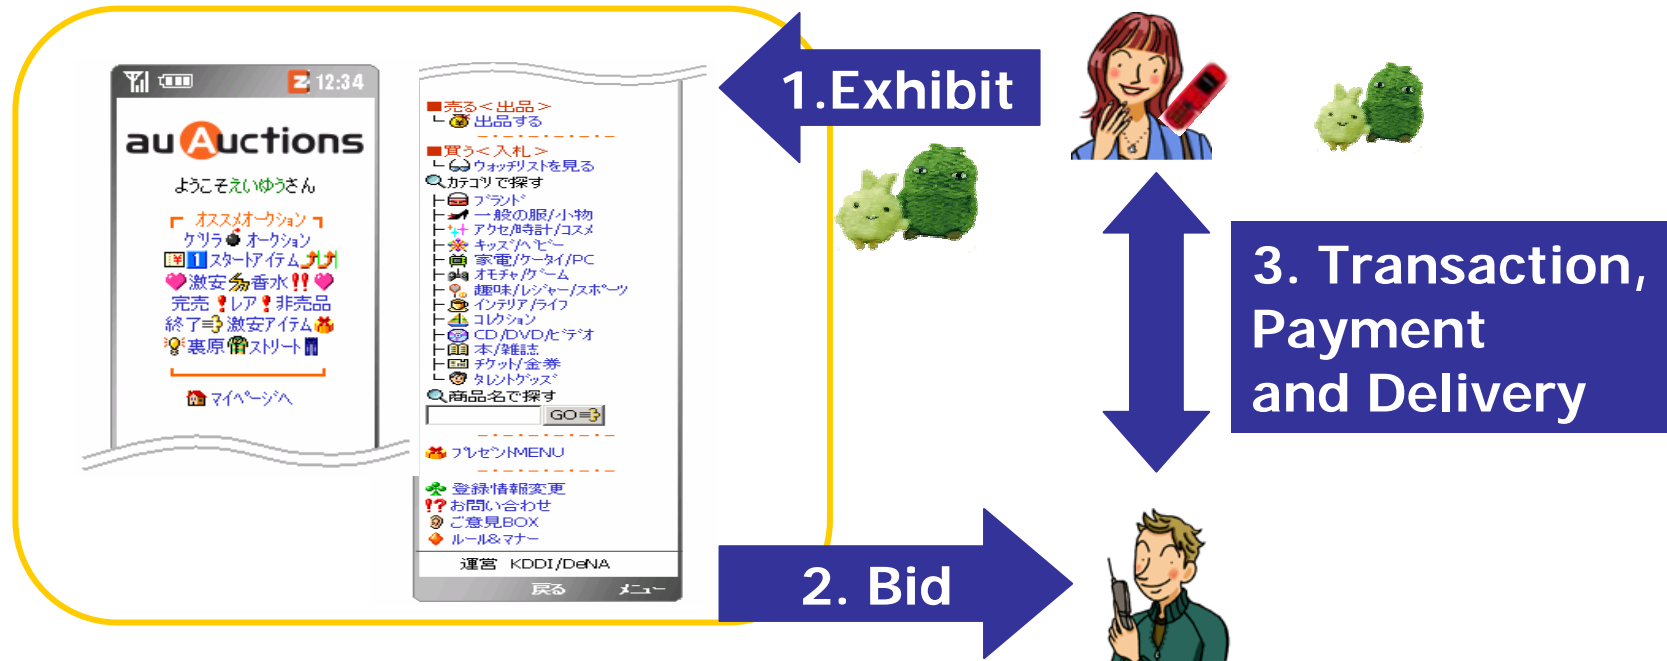 12:34
au Auctions
ようこそえいゆうさん
オススメオークション
ゲリラ オークション
1 スタートアイテム
激安 香水!!
完売!レア!非売品
終了 激安アイテム
裏原 ストリート
マイページへ
■売る<出品>
出品する
■買う<入札>
ウォッチリストを見る
カテゴリで探す
ブランド
一般の服/小物
アクセ/時計/コスメ
キッズ/ベビー
家電/ケータイ/PC
オモチャ/ゲーム
趣味/レジャー/スポーツ
インテリア/ライフ
コレクション
CD/DVD/ビデオ
本/雑誌
チケット/金券
タレントグッズ
商品名で探す
GO
プレゼントMENU
登録情報変更
!?お問い合わせ
ご意見BOX
ルール&マナー
運営 KDDI/DeNA
戻る メニュー
1.Exhibit
2. Bid
3. Transaction,
Payment
and Delivery